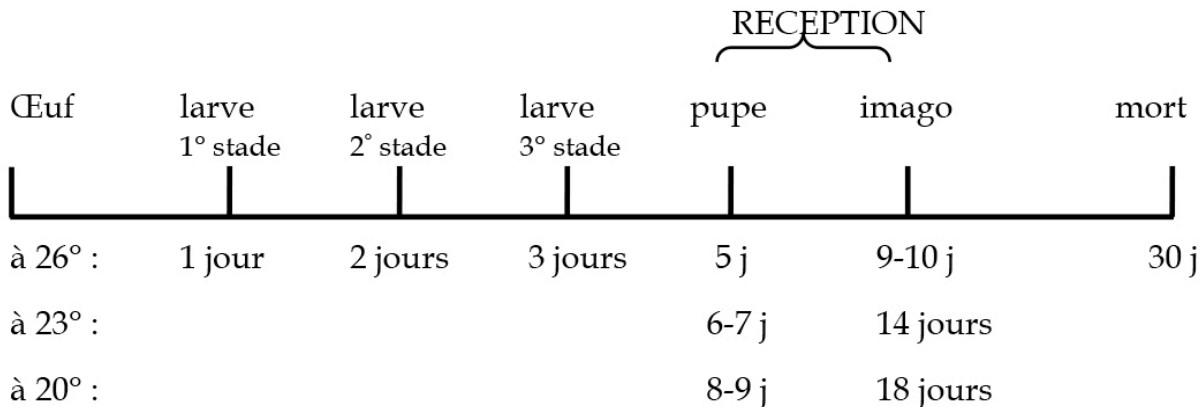 RECEPTION
Œuf larve larve larve pupe imago mort
1° stade 2° stade 3° stade
à 26° : 1 jour 2 jours 3 jours 5 j 9-10 j 30 j
à 23° : 6-7 j 14 jours
à 20° : 8-9 j 18 jours